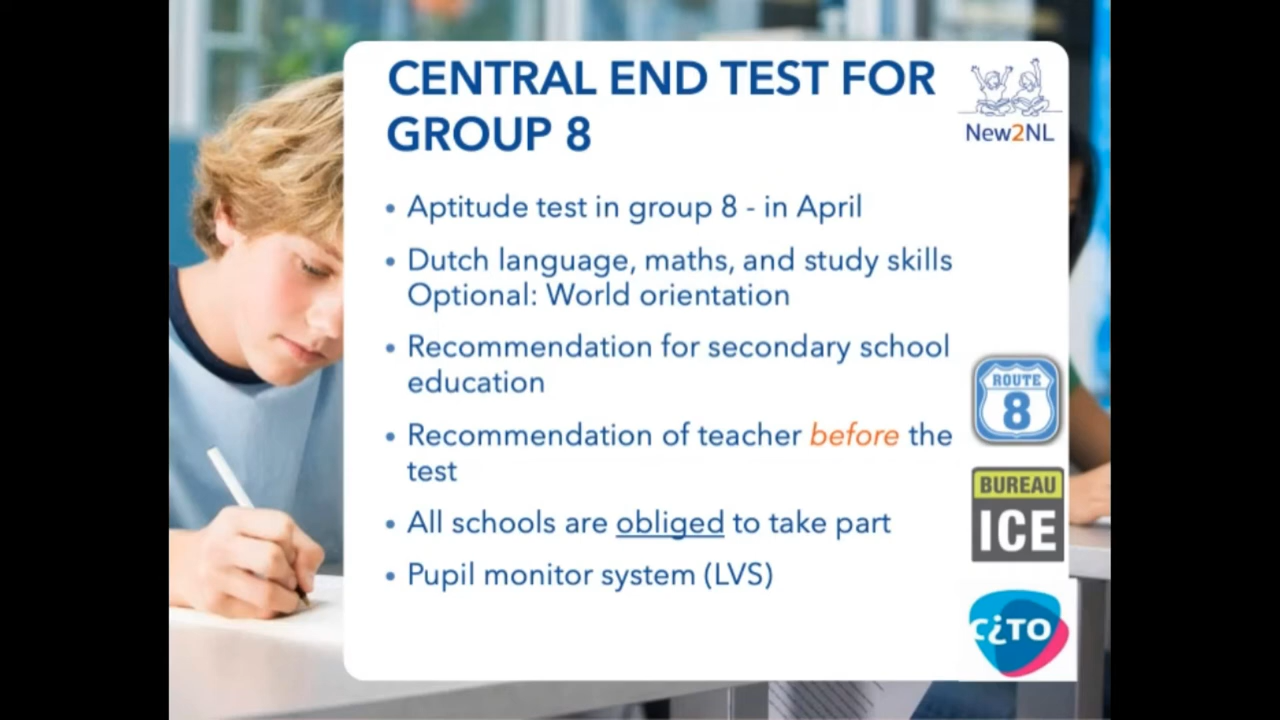 CENTRAL END TEST FOR
GROUP 8
New2NL
• Aptitude test in group 8 - in April
• Dutch language, maths, and study skills
Optional: World orientation
• Recommendation for secondary school
education
• Recommendation of teacher before the
test
• All schools are obliged to take part
• Pupil monitor system (LVS)
ROUTE
8
BUREAU
ICE
CiTO